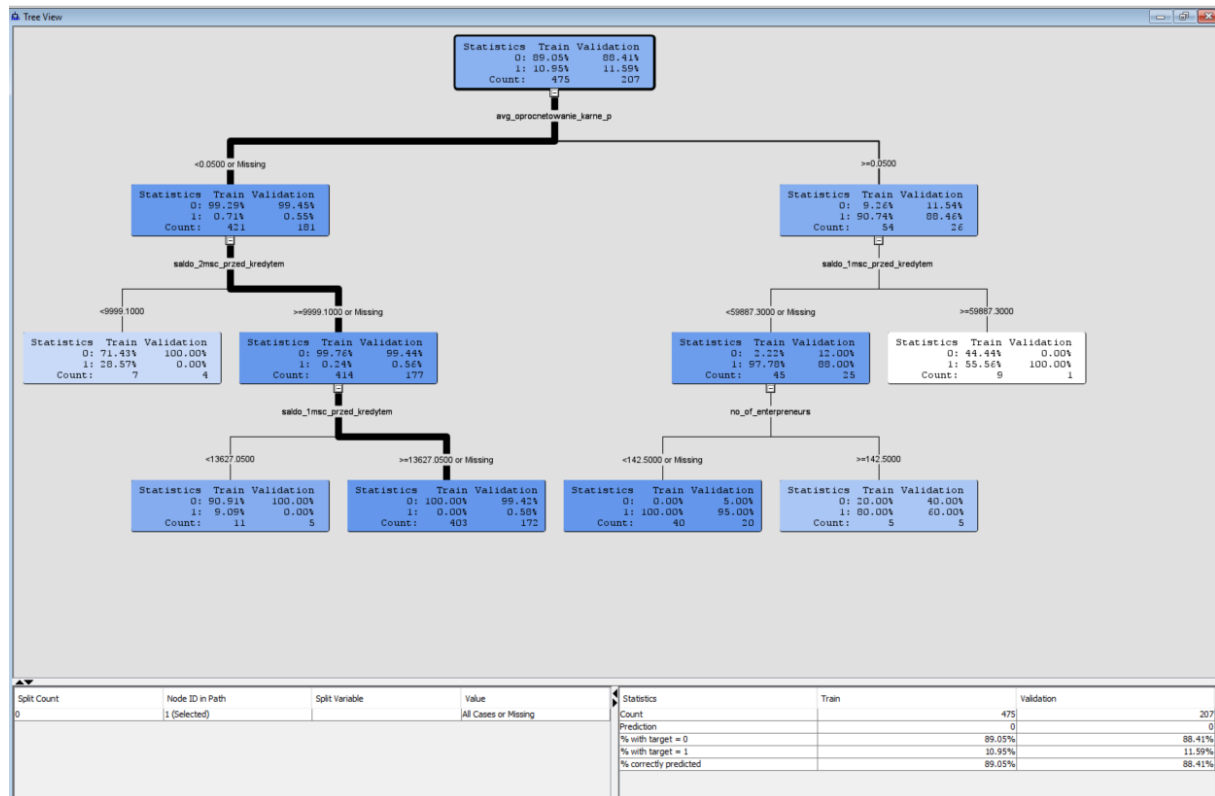 Tree View
Statistics Train Validation
0: 89.05% 88.41%
1: 10.95% 11.59%
Count: 475 207
avg_oprocnetowanie_karne_p
<0.0500 or Missing
>=0.0500
Statistics Train Validation
0: 99.29% 99.45%
1: 0.71% 0.55%
Count: 421 181
Statistics Train Validation
0: 9.26% 11.54%
1: 90.74% 88.46%
Count: 54 26
saldo_2msc_przed_kredytem
saldo_1msc_przed_kredytem
<9999.1000
>=9999.1000 or Missing
<59887.3000 or Missing
>=59887.3000
Statistics Train Validation
0: 71.43% 100.00%
1: 28.57% 0.00%
Count: 7 4
Statistics Train Validation
0: 99.76% 99.44%
1: 0.24% 0.56%
Count: 414 177
Statistics Train Validation
0: 2.22% 12.00%
1: 97.78% 88.00%
Count: 45 25
Statistics Train Validation
0: 44.44% 0.00%
1: 55.56% 100.00%
Count: 9 1
saldo_1msc_przed_kredytem
no_of_enterpreneurs
<13627.0500
>=13627.0500 or Missing
<142.5000 or Missing
>=142.5000
Statistics Train Validation
0: 90.91% 100.00%
1: 9.09% 0.00%
Count: 11 5
Statistics Train Validation
0: 100.00% 99.42%
1: 0.00% 0.58%
Count: 403 172
Statistics Train Validation
0: 0.00% 5.00%
1: 100.00% 95.00%
Count: 40 20
Statistics Train Validation
0: 20.00% 40.00%
1: 80.00% 60.00%
Count: 5 5
Split Count Node ID in Path Split Variable Value
0 1 (Selected) All Cases or Missing
Statistics Train Validation
Count 475 207
Prediction 0 0
% with target = 0 89.05% 88.41%
% with target = 1 10.95% 11.59%
% correctly predicted 89.05% 88.41%